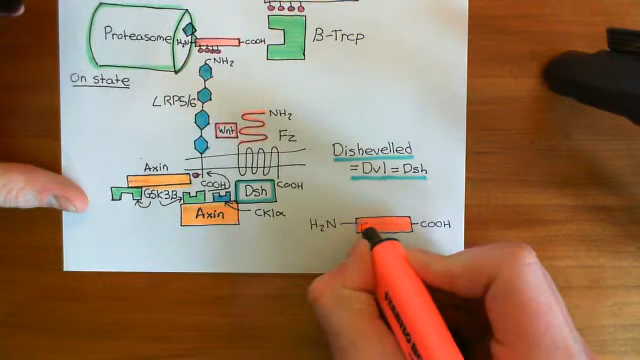 Proteasome
H₂N
COOH
β-Trcp
On state
NH₂
LRP5/6
Wnt
NH₂
Fz
Dishevelled
= Dvl = Dsh
Axin
COOH
Dsh
COOH
GSK3β
Axin
CK1α
H₂N
COOH